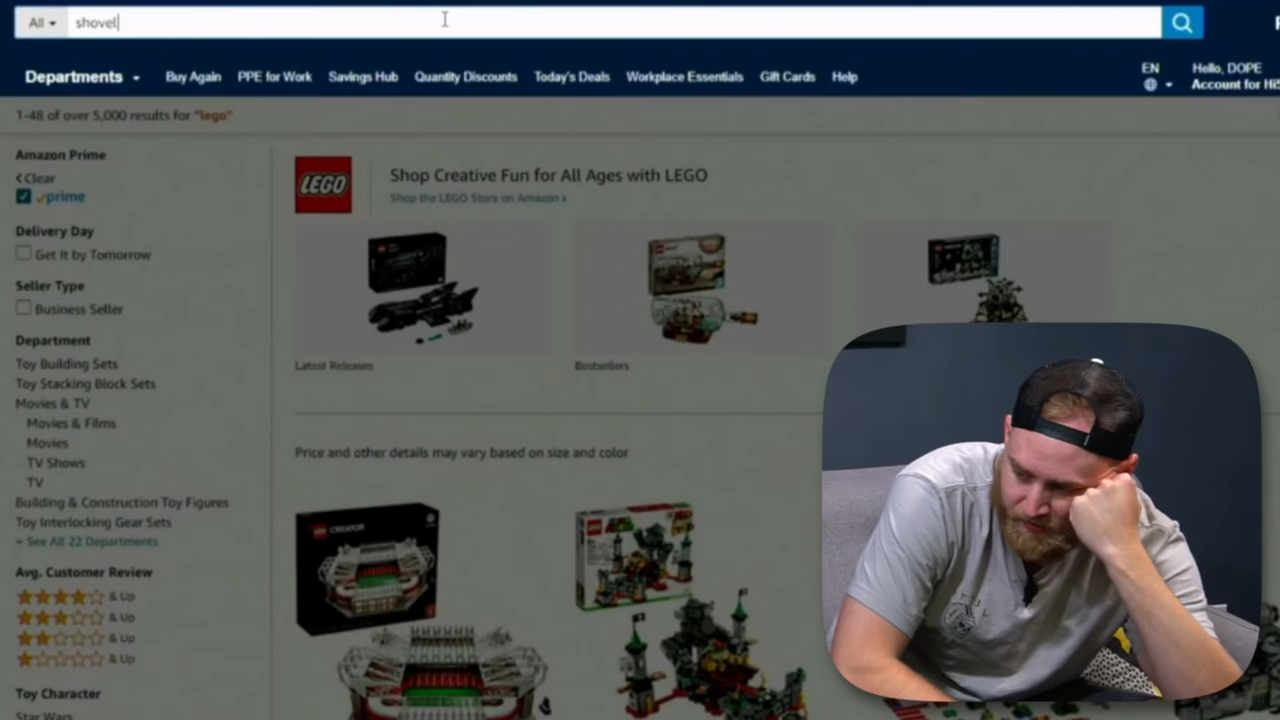 All shovel
Departments Buy Again PPE for Work Savings Hub Quantity Discounts Today's Deals Workplace Essentials Gift Cards Help
EN
Hello, DOPE
Account for Hi5
1-48 of over 5,000 results for "lego"
Amazon Prime
Clear
prime
Delivery Day
Get It by Tomorrow
Seller Type
Business Seller
Department
Toy Building Sets
Toy Stacking Block Sets
Movies & TV
Movies & Films
Movies
TV Shows
TV
Building & Construction Toy Figures
Toy Interlocking Gear Sets
See All 22 Departments
Avg. Customer Review
& Up
& Up
& Up
& Up
Toy Character
Star Wars
LEGO
Shop Creative Fun for All Ages with LEGO
Shop the LEGO Store on Amazon ›
Latest Releases
Bestsellers
Price and other details may vary based on size and color
CREATOR